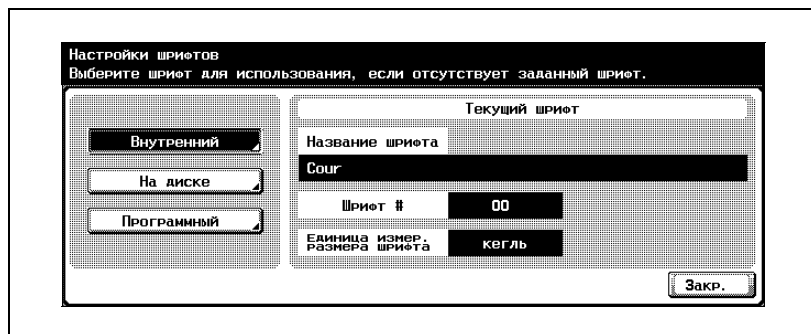 Настройки шрифтов
Выберите шрифт для использования, если отсутствует заданный шрифт.
Текущий шрифт
Внутренний
Название шрифта
Cour
На диске
Шрифт #
00
Программный
Единица измер.
размера шрифта
кегль
Закр.